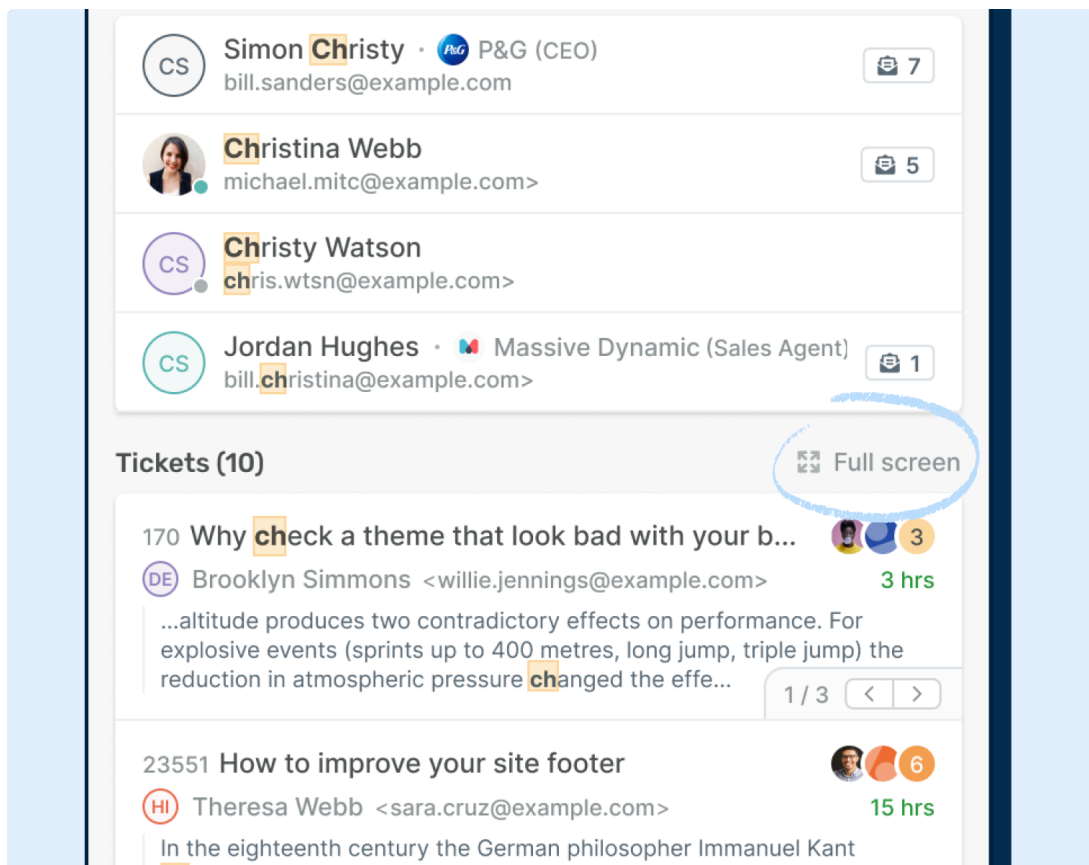 CS Simon Christy · P&G P&G (CEO) 7
bill.sanders@example.com
Christina Webb 5
michael.mitc@example.com>
CS Christy Watson
chris.wtsn@example.com>
CS Jordan Hughes · Massive Dynamic (Sales Agent) 1
bill.christina@example.com>
Tickets (10) Full screen
170 Why check a theme that look bad with your b... 3
DE Brooklyn Simmons <willie.jennings@example.com> 3 hrs
...altitude produces two contradictory effects on performance. For
explosive events (sprints up to 400 metres, long jump, triple jump) the
reduction in atmospheric pressure changed the effe...
1 / 3 < >
23551 How to improve your site footer 6
HI Theresa Webb <sara.cruz@example.com> 15 hrs
In the eighteenth century the German philosopher Immanuel Kant